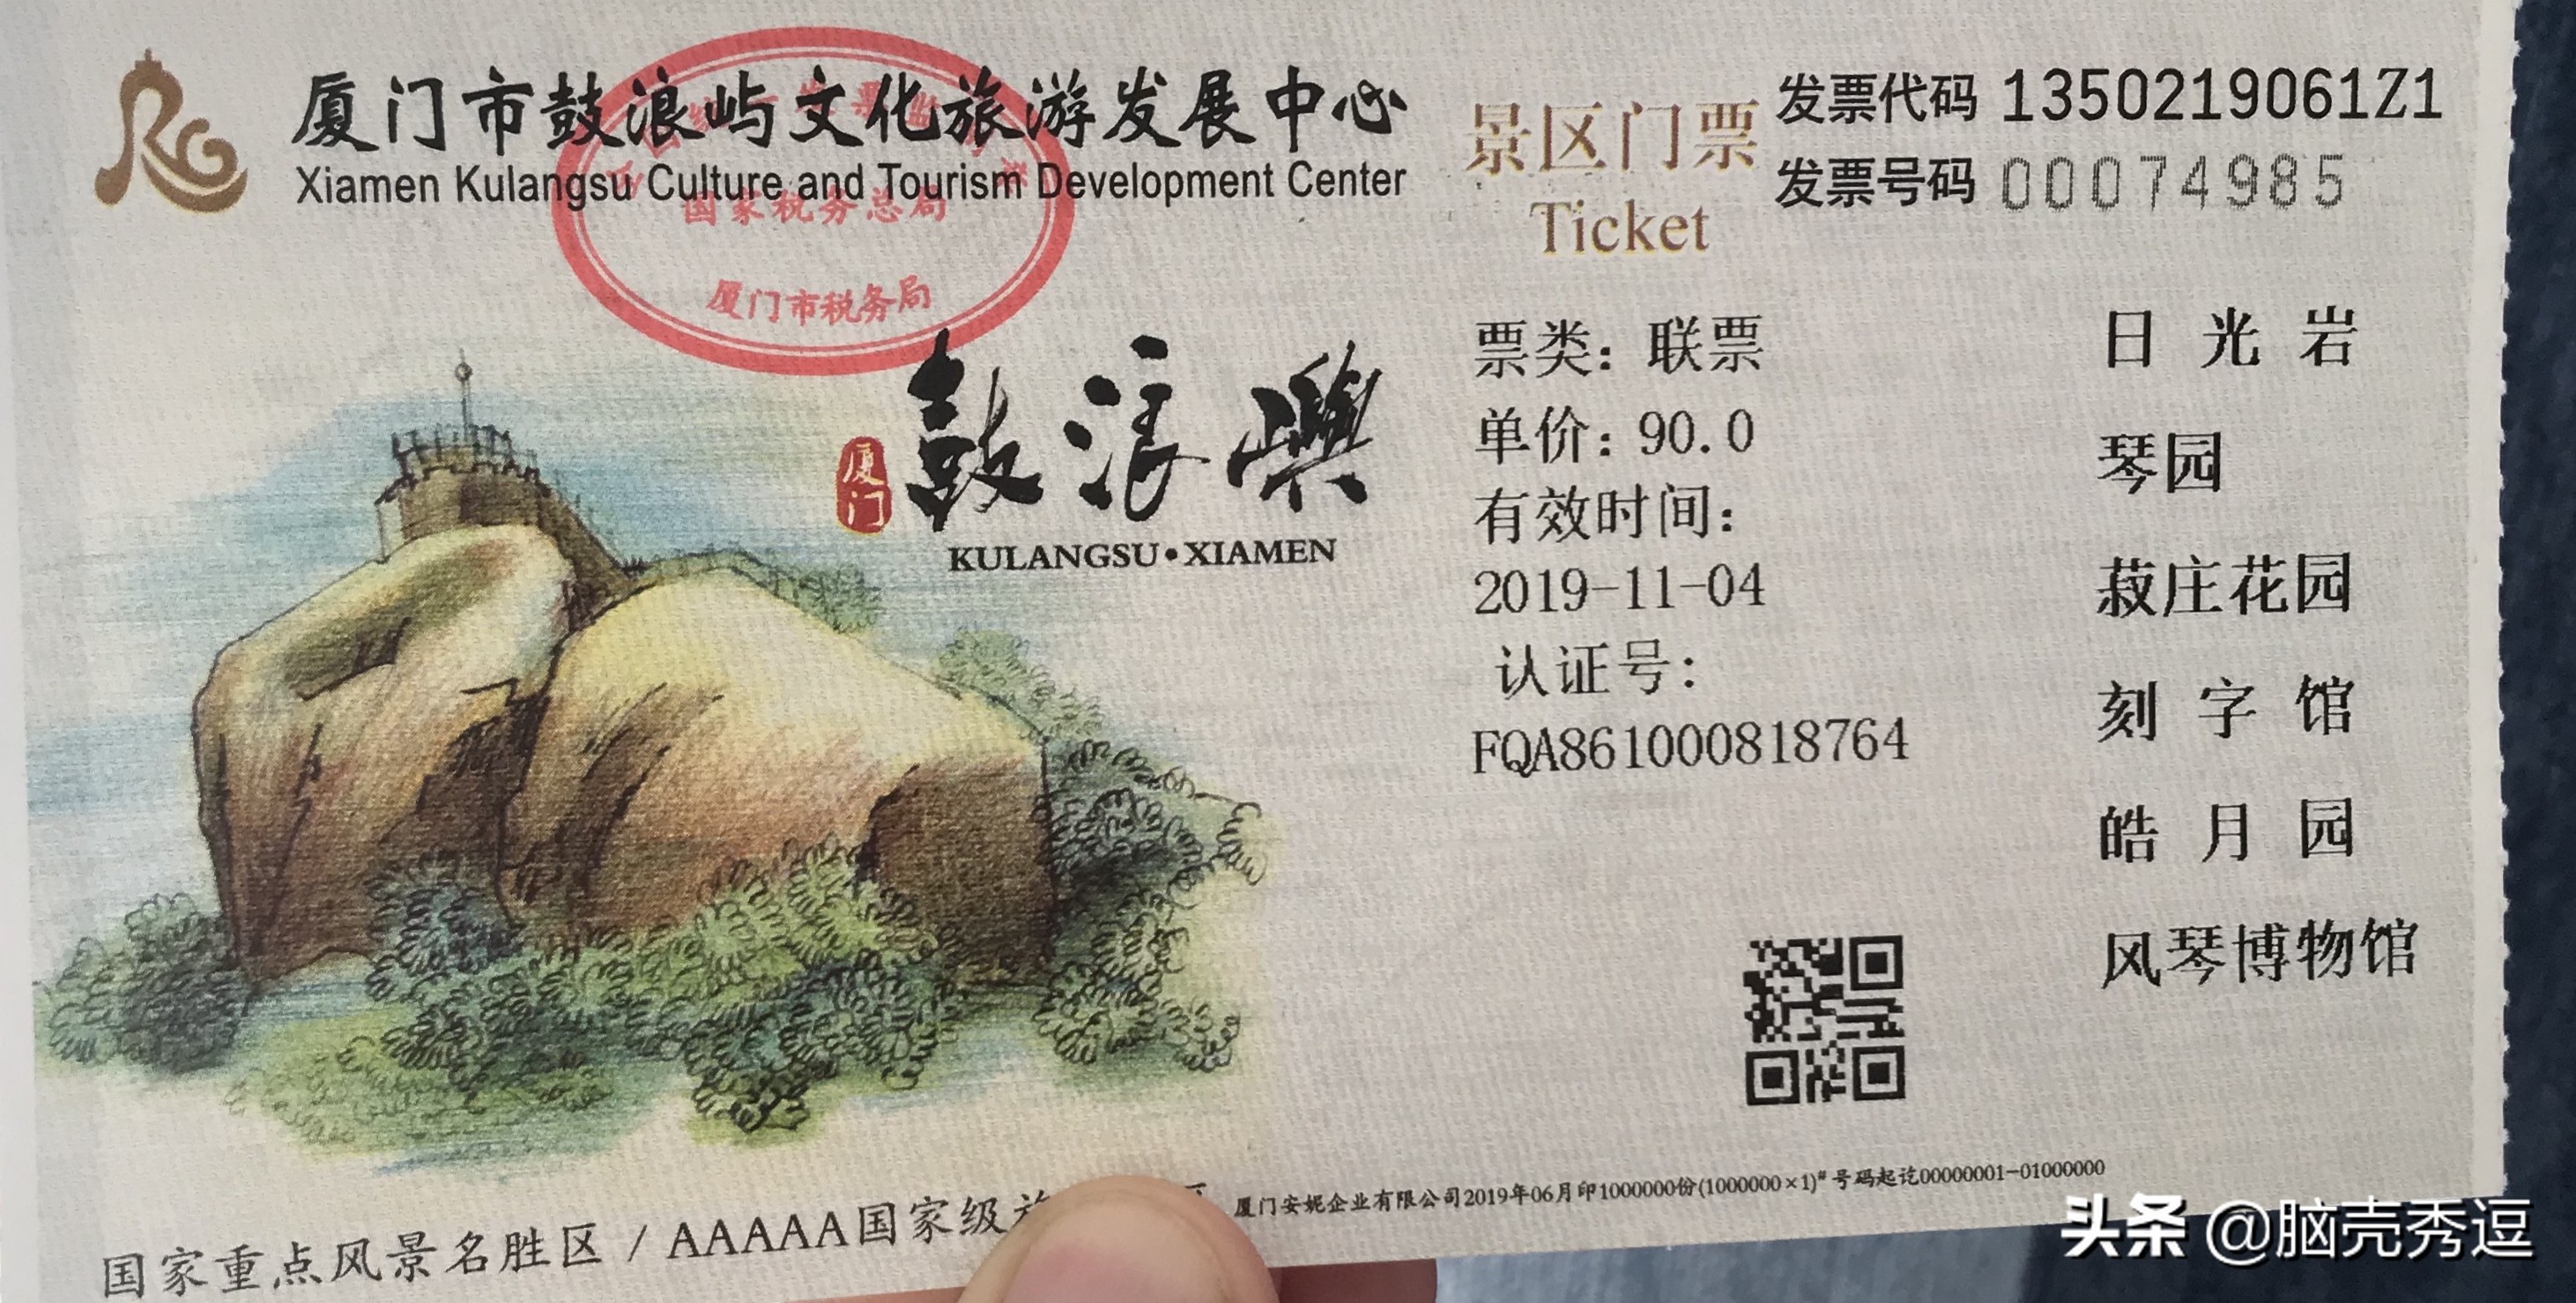 厦门市鼓浪屿文化旅游发展中心
Xiamen Kulangsu Culture and Tourism Development Center
国家税务总局
厦门市税务局
景区门票
Ticket
发票代码 1350219061Z1
发票号码 00074985
厦门
鼓浪嶼
KULANGSU•XIAMEN
票类：联票
单价：90.0
有效时间：
2019-11-04
认证号：
FQA861000818764
日光岩
琴园
菽庄花园
刻字馆
皓月园
风琴博物馆
国家重点风景名胜区 / AAAAA国家级
厦门安妮企业有限公司2019年06月印1000000份(1000000×1)# 号码起讫00000001-01000000
头条 @脑壳秀逗